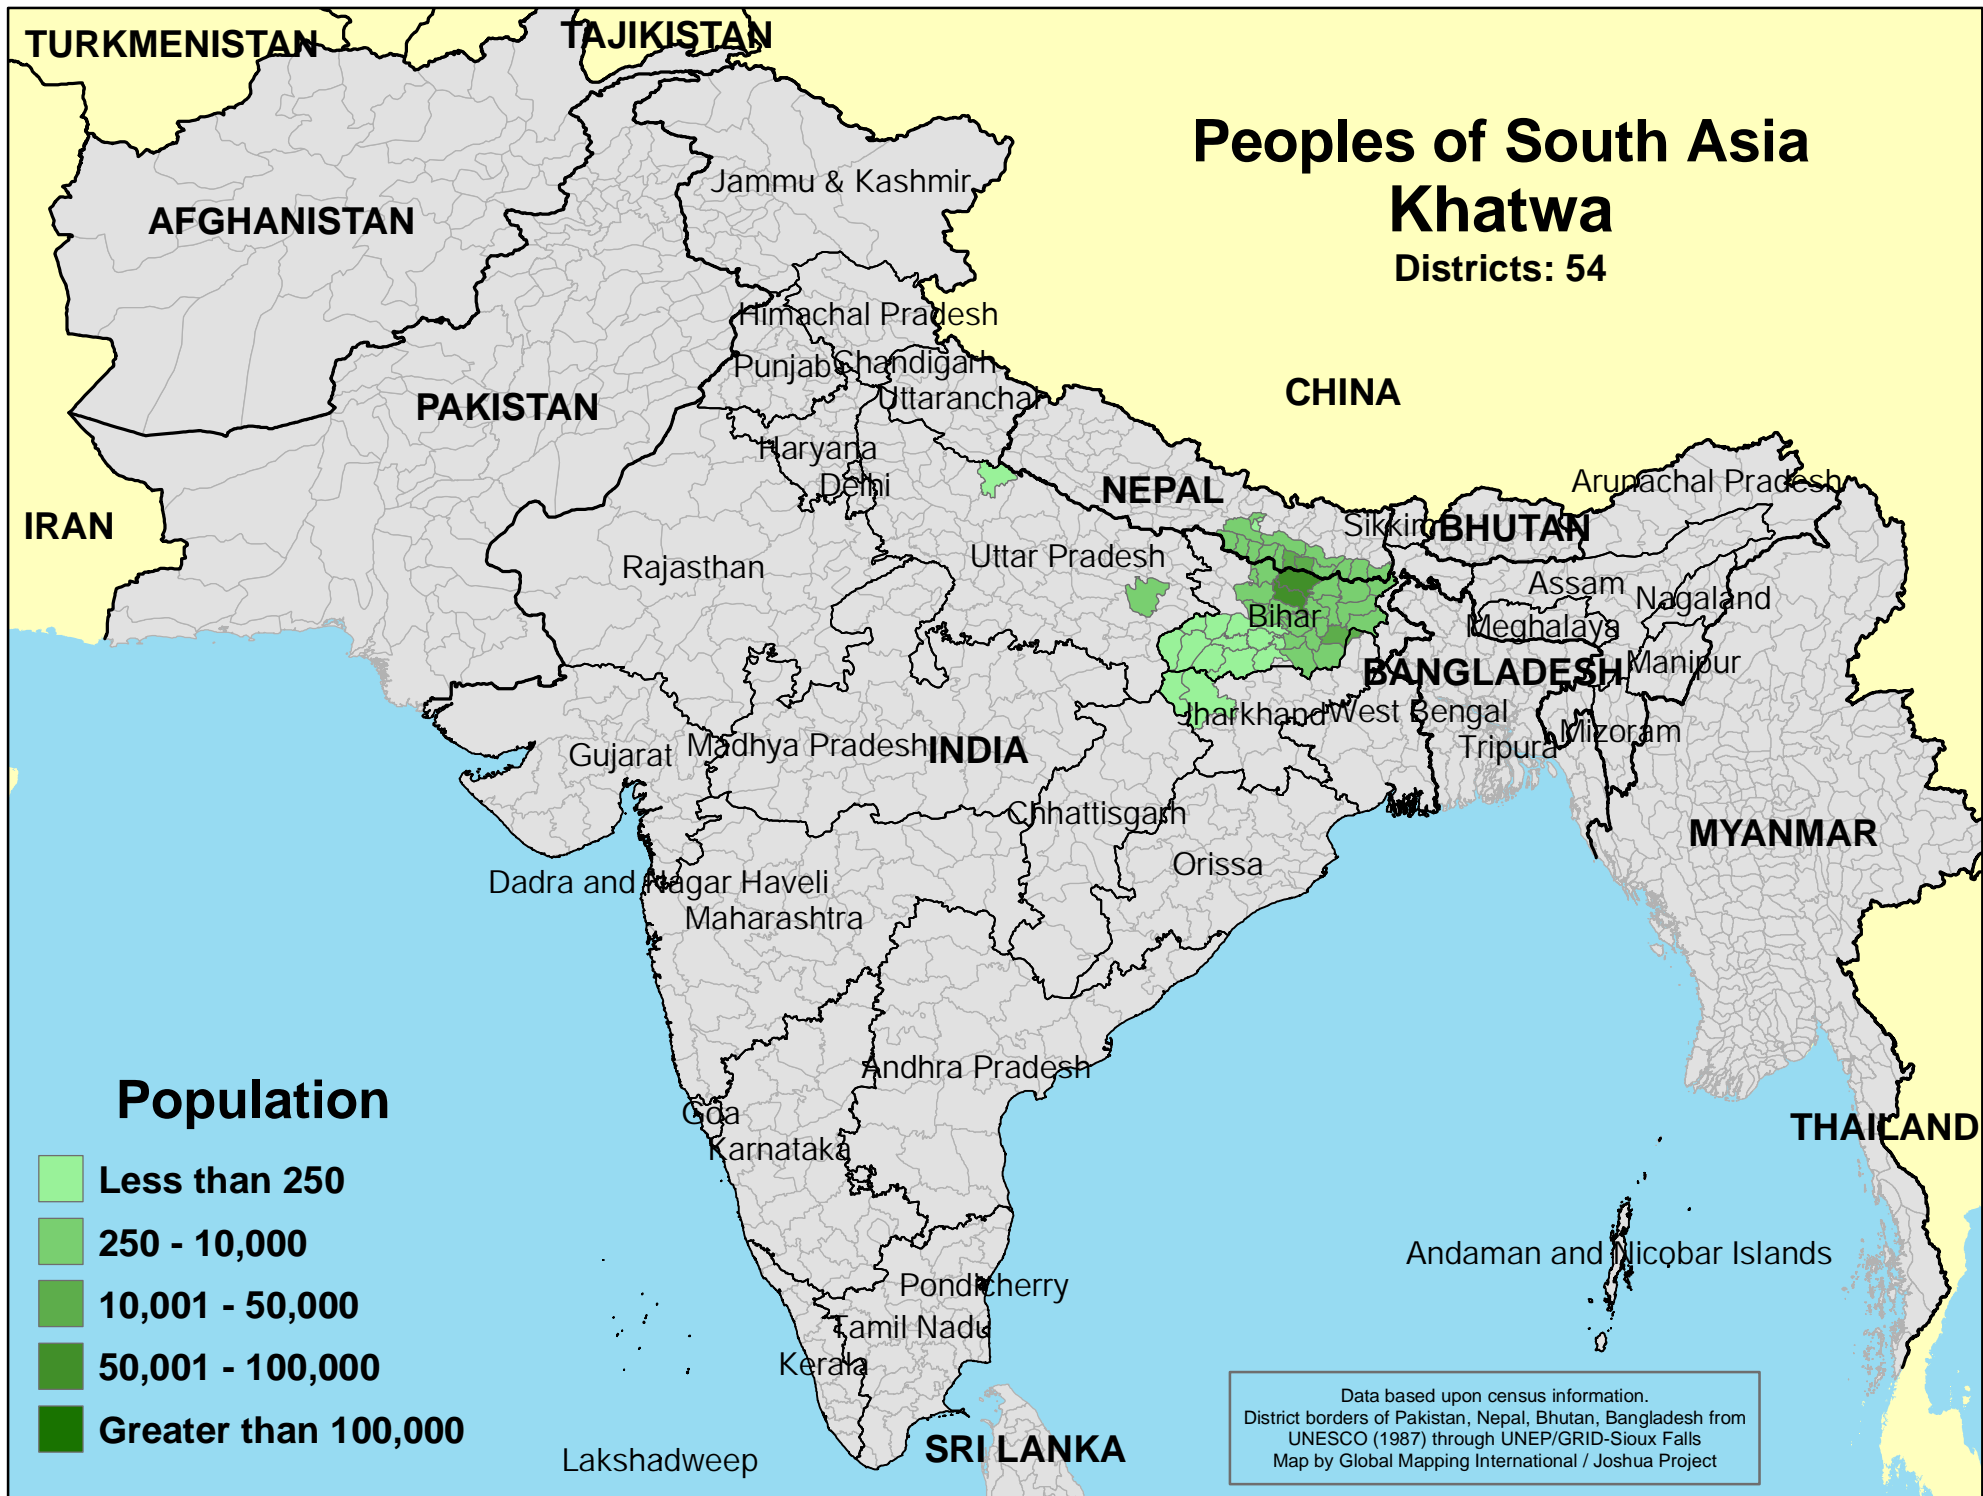 TURKMENISTAN
TAJIKISTAN
Peoples of South Asia
Khatwa
Districts: 54
Jammu & Kashmir
AFGHANISTAN
Himachal Pradesh
Punjab
Chandigarh
Uttaranchal
CHINA
PAKISTAN
Haryana
Delhi
NEPAL
Arunachal Pradesh
IRAN
Sikkim
BHUTAN
Rajasthan
Uttar Pradesh
Assam
Nagaland
Bihar
Meghalaya
BANGLADESH
Manipur
Jharkhand
West Bengal
Tripura
Mizoram
Gujarat
Madhya Pradesh
INDIA
Chhattisgarh
MYANMAR
Orissa
Dadra and Nagar Haveli
Maharashtra
Andhra Pradesh
Goa
Karnataka
THAILAND
Andaman and Nicobar Islands
Pondicherry
Tamil Nadu
Kerala
Lakshadweep
SRI LANKA
Population
Less than 250
250 - 10,000
10,001 - 50,000
50,001 - 100,000
Greater than 100,000
Data based upon census information.
District borders of Pakistan, Nepal, Bhutan, Bangladesh from
UNESCO (1987) through UNEP/GRID-Sioux Falls
Map by Global Mapping International / Joshua Project